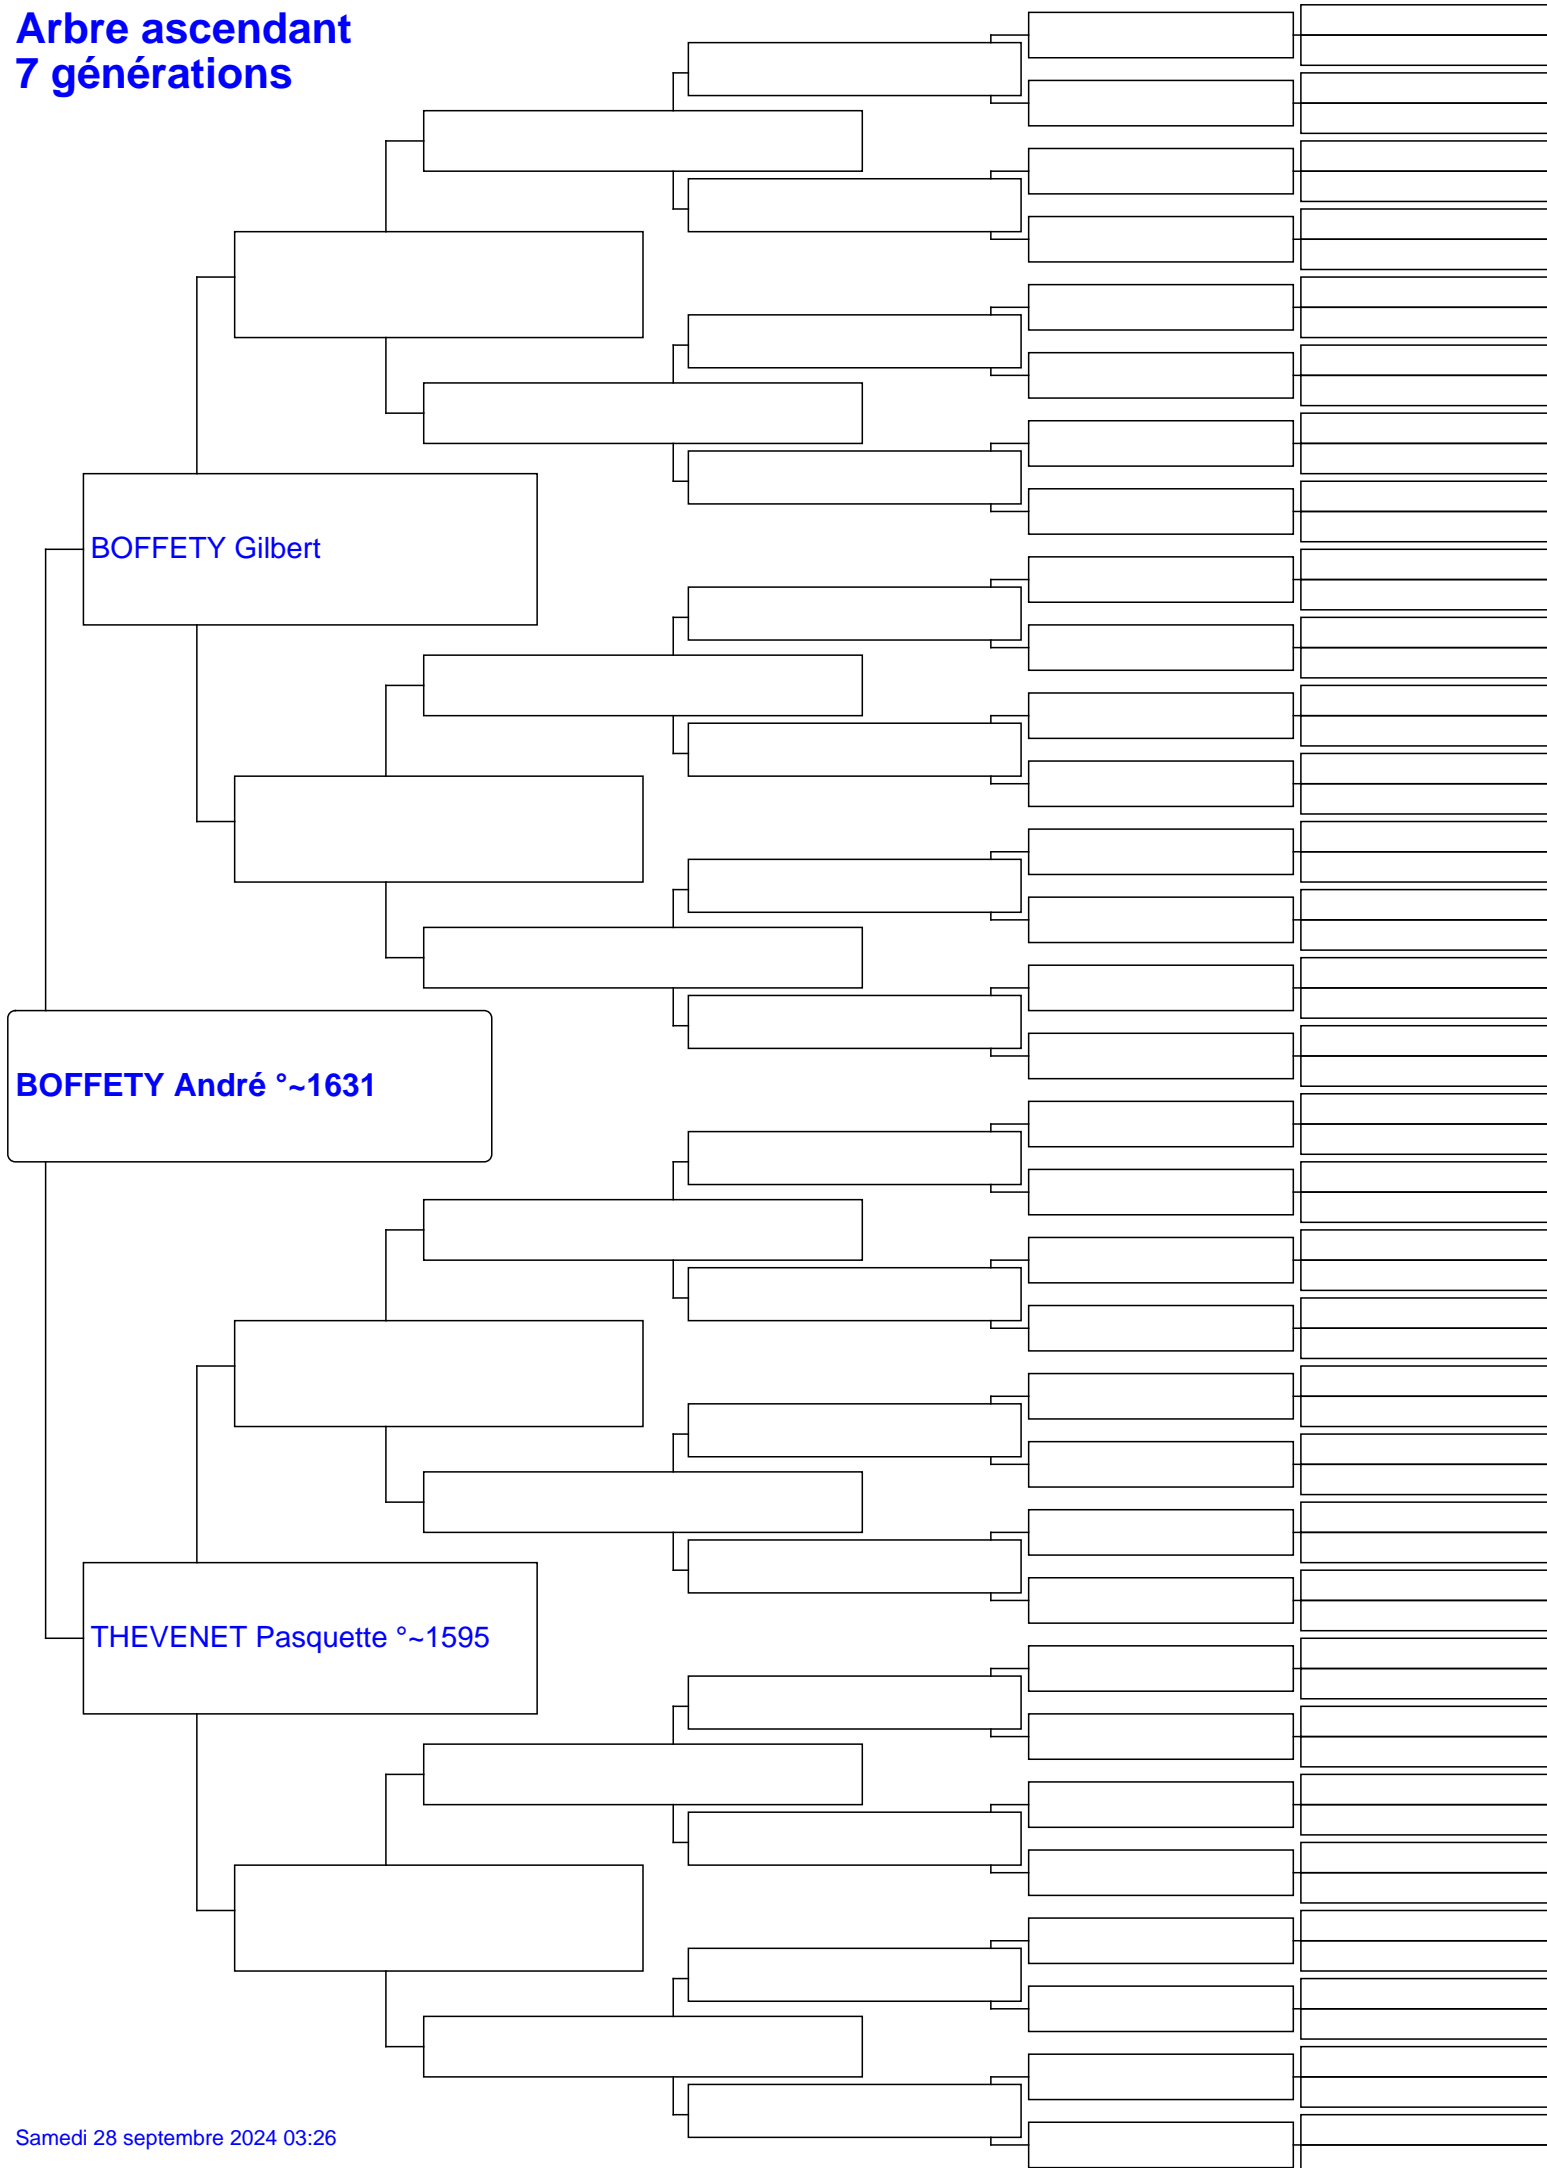 Arbre ascendant
7 générations
BOFFETY Gilbert
BOFFETY André °~1631
THEVENET Pasquette °~1595
Samedi 28 septembre 2024 03:26